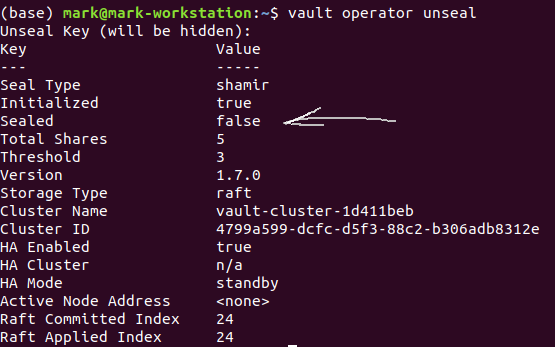 (base) mark@mark-workstation:~$ vault operator unseal
Unseal Key (will be hidden):
Key Value
--- -----
Seal Type shamir
Initialized true
Sealed false
Total Shares 5
Threshold 3
Version 1.7.0
Storage Type raft
Cluster Name vault-cluster-1d411beb
Cluster ID 4799a599-dcfc-d5f3-88c2-b306adb8312e
HA Enabled true
HA Cluster n/a
HA Mode standby
Active Node Address <none>
Raft Committed Index 24
Raft Applied Index 24